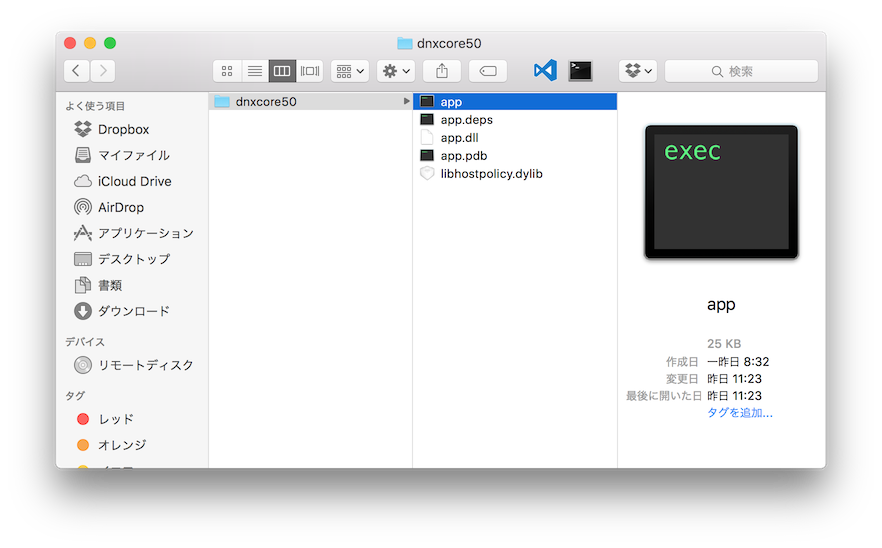 dnxcore50
検索
よく使う項目
Dropbox
マイファイル
iCloud Drive
AirDrop
アプリケーション
デスクトップ
書類
ダウンロード
デバイス
リモートディスク
タグ
レッド
オレンジ
dnxcore50
app
app.deps
app.dll
app.pdb
libhostpolicy.dylib
exec
app
25 KB
作成日 一昨日 8:32
変更日 昨日 11:23
最後に開いた日 昨日 11:23
タグを追加...